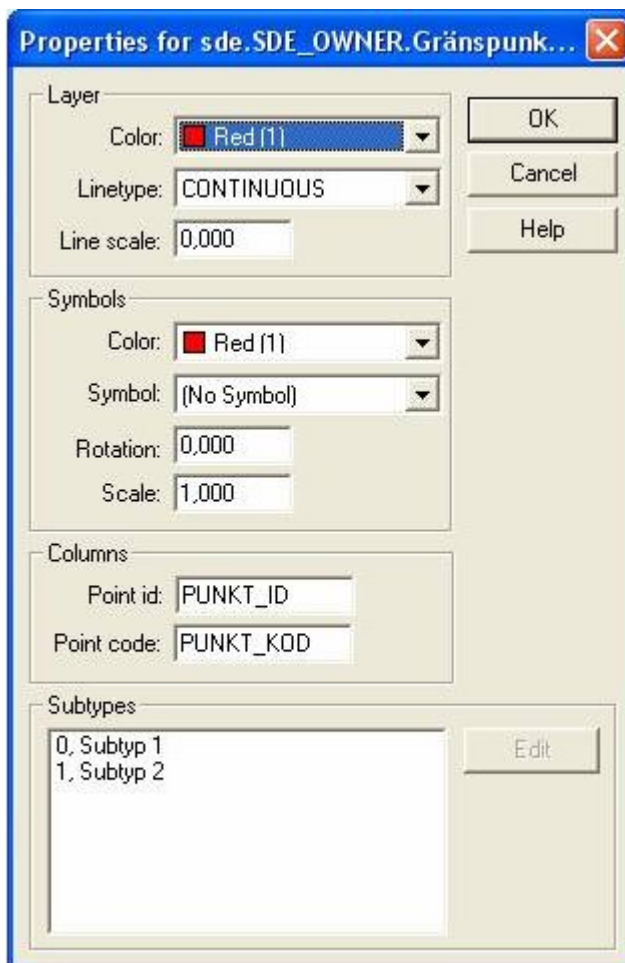 Properties for sde.SDE_OWNER.Gränspunk...
Layer
Color: Red (1)
Linetype: CONTINUOUS
Line scale: 0,000
OK
Cancel
Help
Symbols
Color: Red (1)
Symbol: (No Symbol)
Rotation: 0,000
Scale: 1,000
Columns
Point id: PUNKT_ID
Point code: PUNKT_KOD
Subtypes
0, Subtyp 1
1, Subtyp 2
Edit